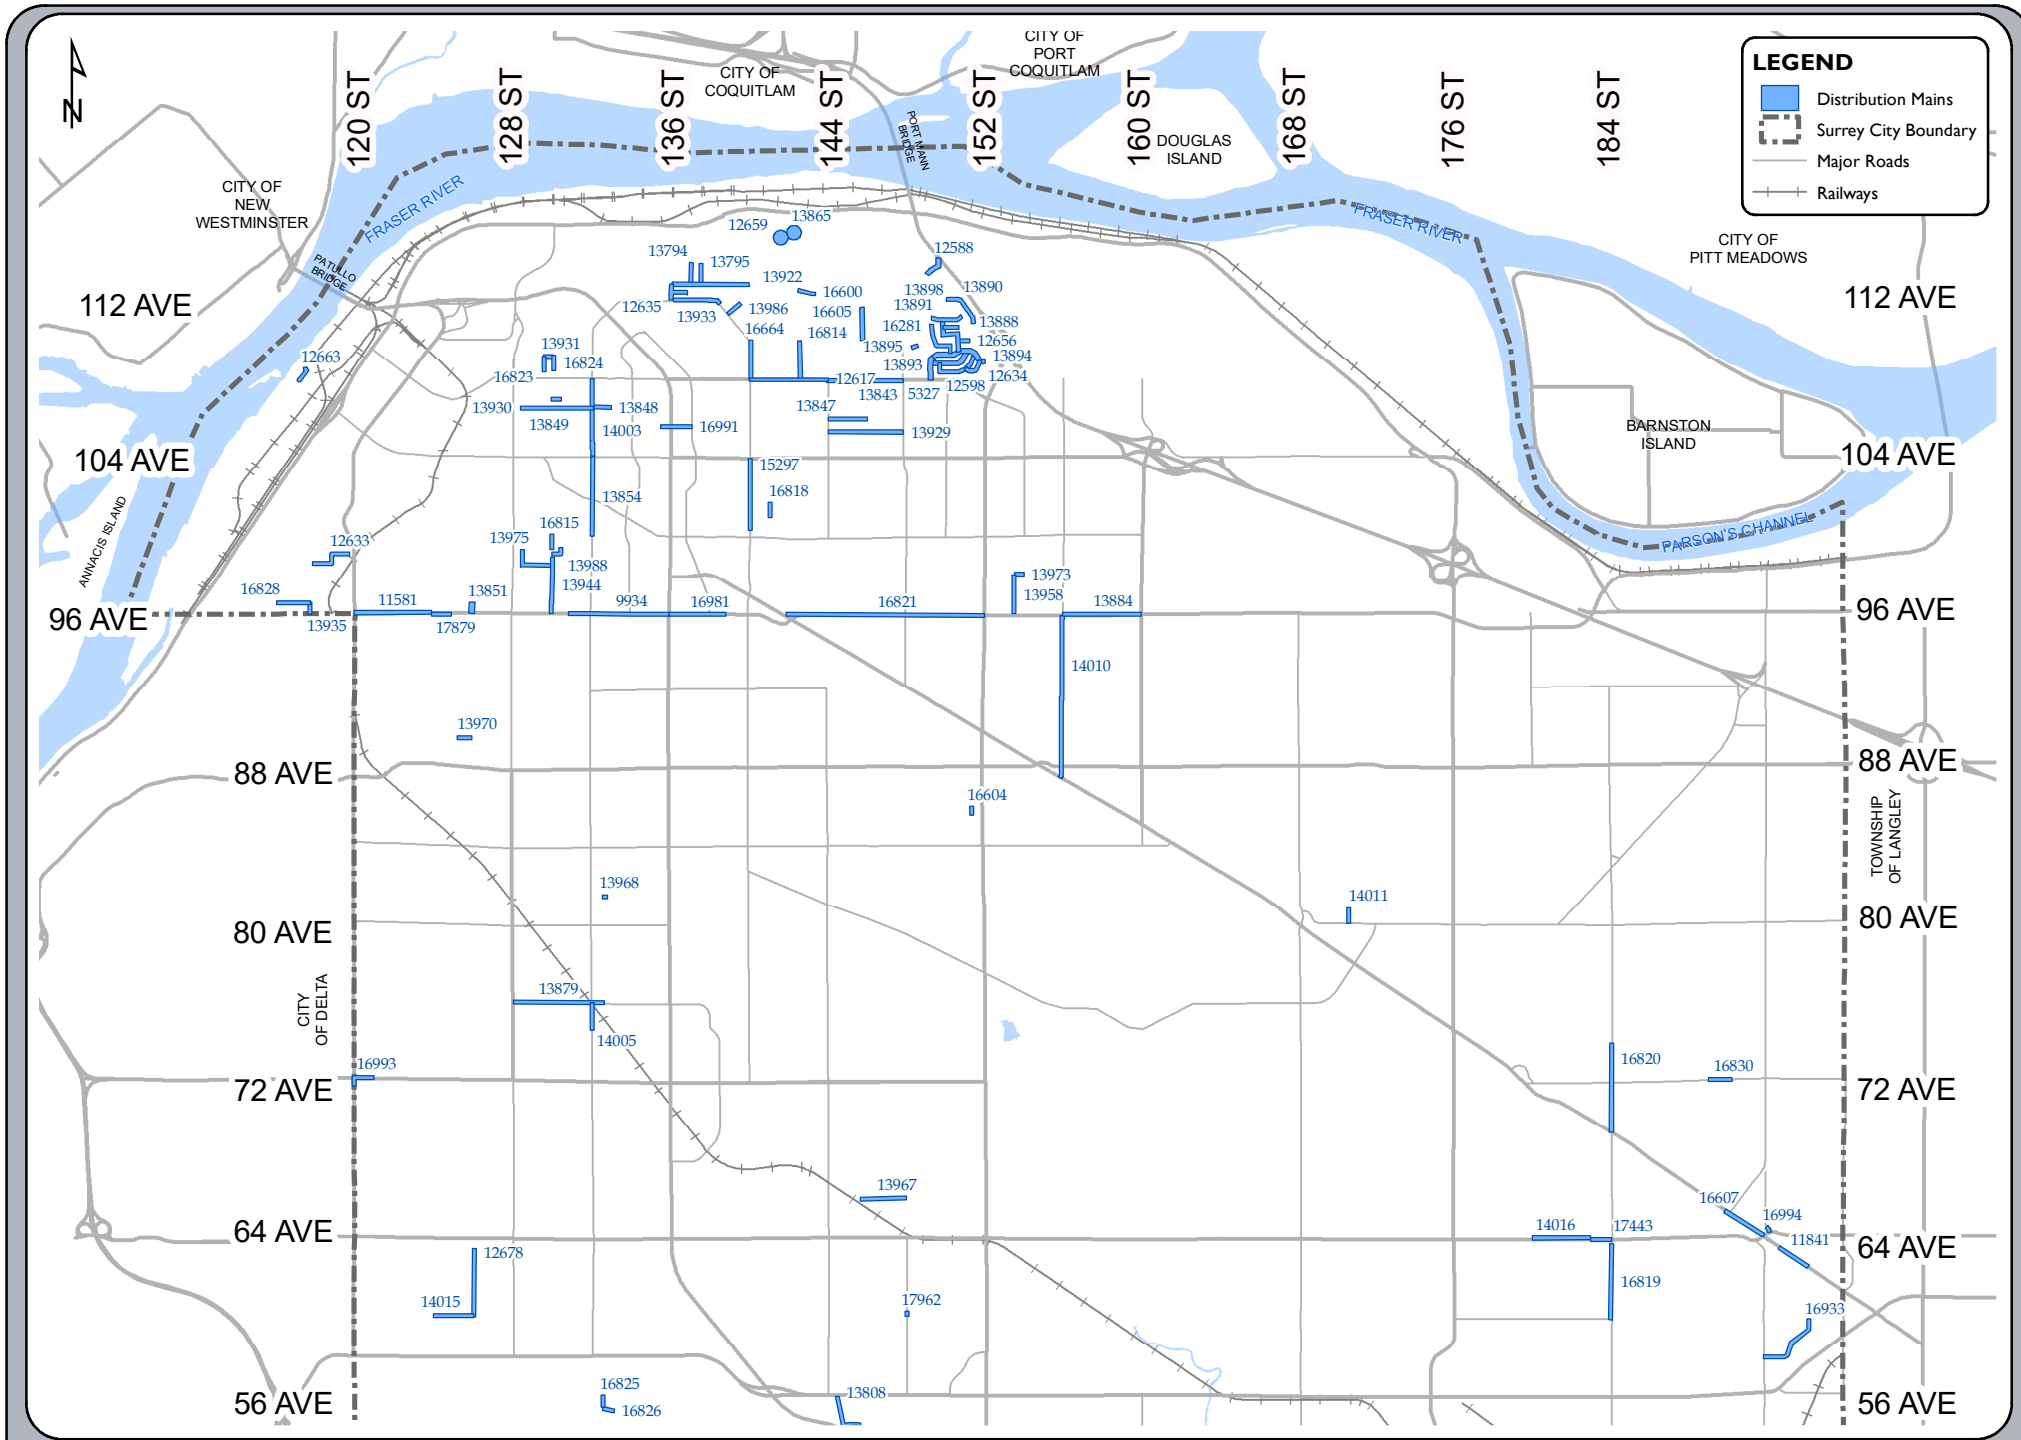 CITY OF
PORT
COQUITLAM
CITY OF
COQUITLAM
LEGEND
Distribution Mains
Surrey City Boundary
Major Roads
Railways
N
120 ST
128 ST
136 ST
144 ST
152 ST
160 ST
168 ST
176 ST
184 ST
PORT MANN
BRIDGE
DOUGLAS
ISLAND
CITY OF
NEW
WESTMINSTER
FRASER RIVER
FRASER RIVER
CITY OF
PITT MEADOWS
PATULLO
BRIDGE
12659
13865
13794
13795
13922
12588
112 AVE
112 AVE
12635
13933
13986
16600
16605
13898
13890
13891
16664
16814
16281
13888
12656
13895
13894
13893
12634
12663
13931
16824
16823
12617
13843
5327
12598
13930
13848
13847
13849
14003
16991
13929
BARNSTON
ISLAND
104 AVE
104 AVE
15297
16818
13854
ANNACIS ISLAND
PARSON'S CHANNEL
12633
13975
16815
13988
13944
13973
13958
16828
11581
13851
9934
16981
16821
13884
96 AVE
96 AVE
13935
17879
14010
13970
88 AVE
88 AVE
16604
TOWNSHIP
OF LANGLEY
13968
14011
80 AVE
80 AVE
CITY
OF DELTA
13879
14005
16993
16820
16830
72 AVE
72 AVE
13967
16607
16994
64 AVE
14016
17443
11841
64 AVE
12678
16819
14015
17962
16933
16825
16826
13808
56 AVE
56 AVE